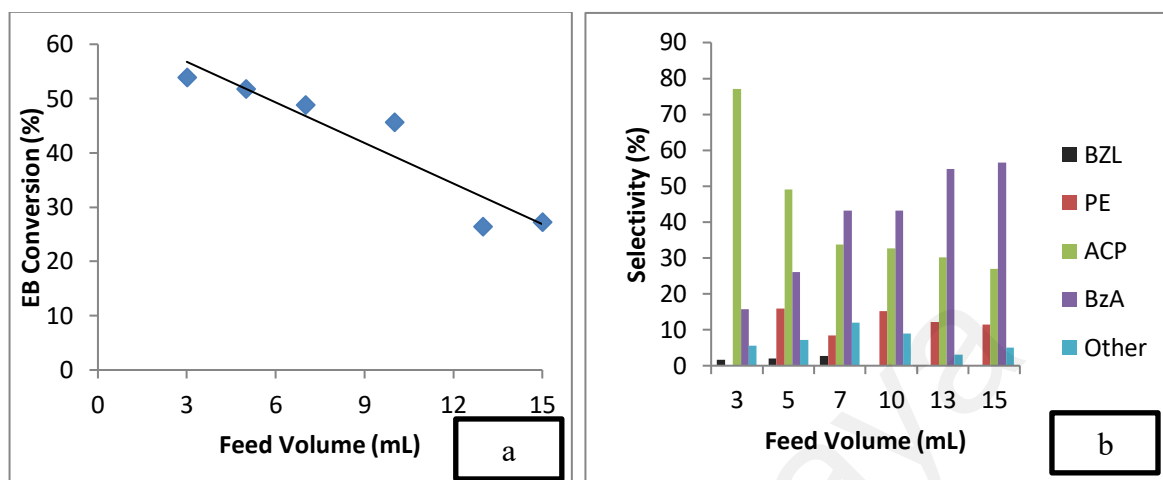 60
50
40
30
20
10
0
EB Conversion (%)
0 3 6 9 12 15
Feed Volume (mL)
a
90
80
70
60
50
40
30
20
10
0
Selectivity (%)
3 5 7 10 13 15
Feed Volume (mL)
BZL
PE
ACP
BzA
Other
b